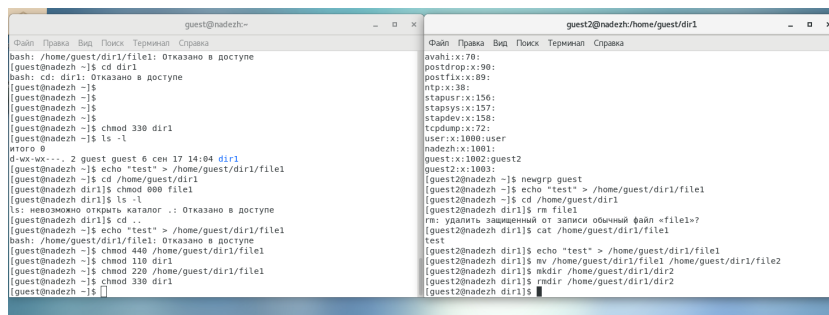 guest@nadezh:~
Файл Правка Вид Поиск Терминал Справка
bash: /home/guest/dir1/file1: Отказано в доступе
[guest@nadezh ~]$ cd dir1
bash: cd: dir1: Отказано в доступе
[guest@nadezh ~]$
[guest@nadezh ~]$
[guest@nadezh ~]$
[guest@nadezh ~]$
[guest@nadezh ~]$ chmod 330 dir1
[guest@nadezh ~]$ ls -l
итого 0
d-wx-wx---. 2 guest guest 6 сен 17 14:04 dir1
[guest@nadezh ~]$ echo "test" > /home/guest/dir1/file1
[guest@nadezh ~]$ cd /home/guest/dir1
[guest@nadezh dir1]$ chmod 000 file1
[guest@nadezh dir1]$ ls -l
ls: невозможно открыть каталог .: Отказано в доступе
[guest@nadezh dir1]$ cd ..
[guest@nadezh ~]$ echo "test" > /home/guest/dir1/file1
bash: /home/guest/dir1/file1: Отказано в доступе
[guest@nadezh ~]$ chmod 440 /home/guest/dir1/file1
[guest@nadezh ~]$ chmod 110 dir1
[guest@nadezh ~]$ chmod 220 /home/guest/dir1/file1
[guest@nadezh ~]$ chmod 330 dir1
[guest@nadezh ~]$
guest2@nadezh:/home/guest/dir1
Файл Правка Вид Поиск Терминал Справка
avahi:x:70:
postdrop:x:90:
postfix:x:89:
ntp:x:38:
stapusr:x:156:
stapsys:x:157:
stapdev:x:158:
tcpdump:x:72:
user:x:1000:user
nadezh:x:1001:
guest:x:1002:guest2
guest2:x:1003:
[guest2@nadezh ~]$ newgrp guest
[guest2@nadezh ~]$ echo "test" > /home/guest/dir1/file1
[guest2@nadezh ~]$ cd /home/guest/dir1
[guest2@nadezh dir1]$ rm file1
rm: удалить защищенный от записи обычный файл «file1»?
[guest2@nadezh dir1]$ cat /home/guest/dir1/file1
test
[guest2@nadezh dir1]$ echo "test" > /home/guest/dir1/file1
[guest2@nadezh dir1]$ mv /home/guest/dir1/file1 /home/guest/dir1/file2
[guest2@nadezh dir1]$ mkdir /home/guest/dir1/dir2
[guest2@nadezh dir1]$ rmdir /home/guest/dir1/dir2
[guest2@nadezh dir1]$